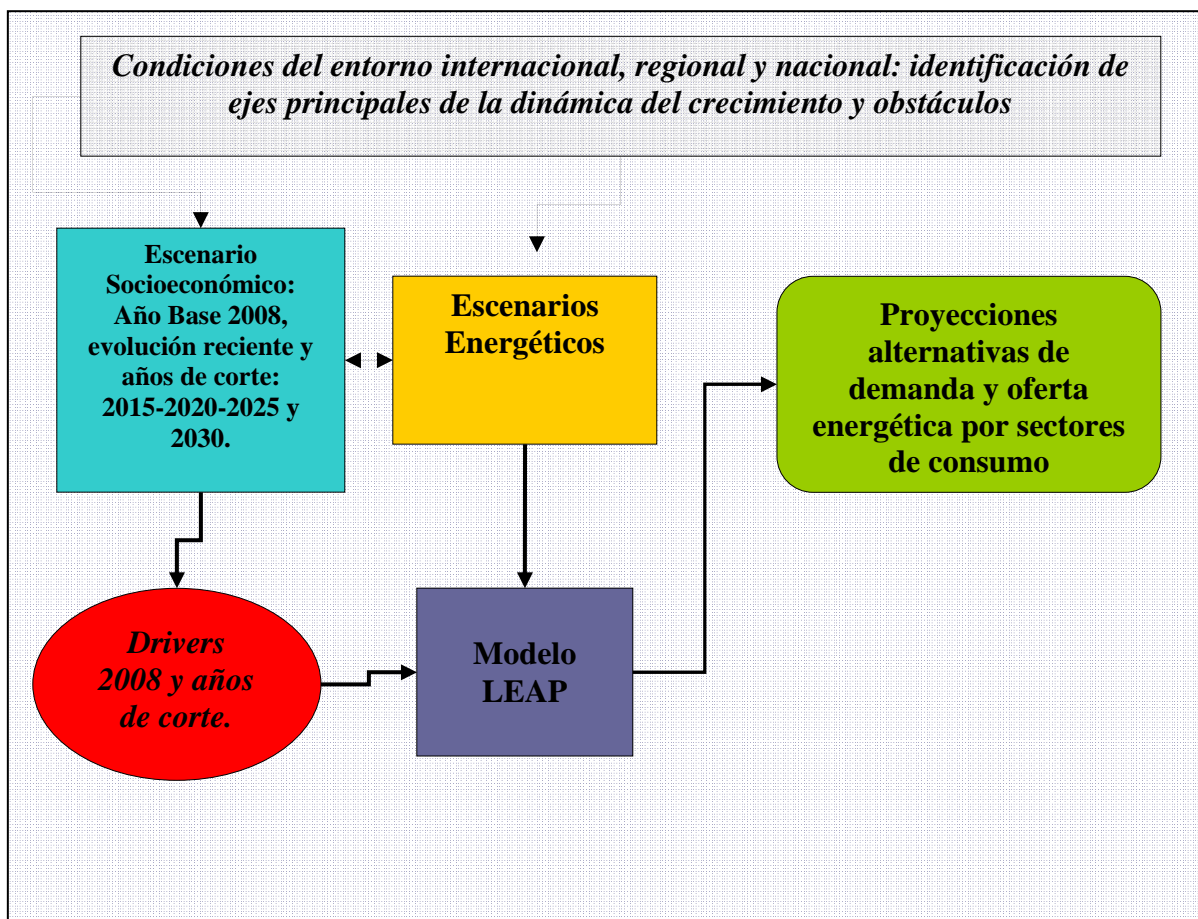 Condiciones del entorno internacional, regional y nacional: identificación de
ejes principales de la dinámica del crecimiento y obstáculos
Escenario
Socioeconómico:
Año Base 2008,
evolución reciente y
años de corte:
2015-2020-2025 y
2030.
Escenarios
Energéticos
Proyecciones
alternativas de
demanda y oferta
energética por sectores
de consumo
Drivers
2008 y años
de corte.
Modelo
LEAP